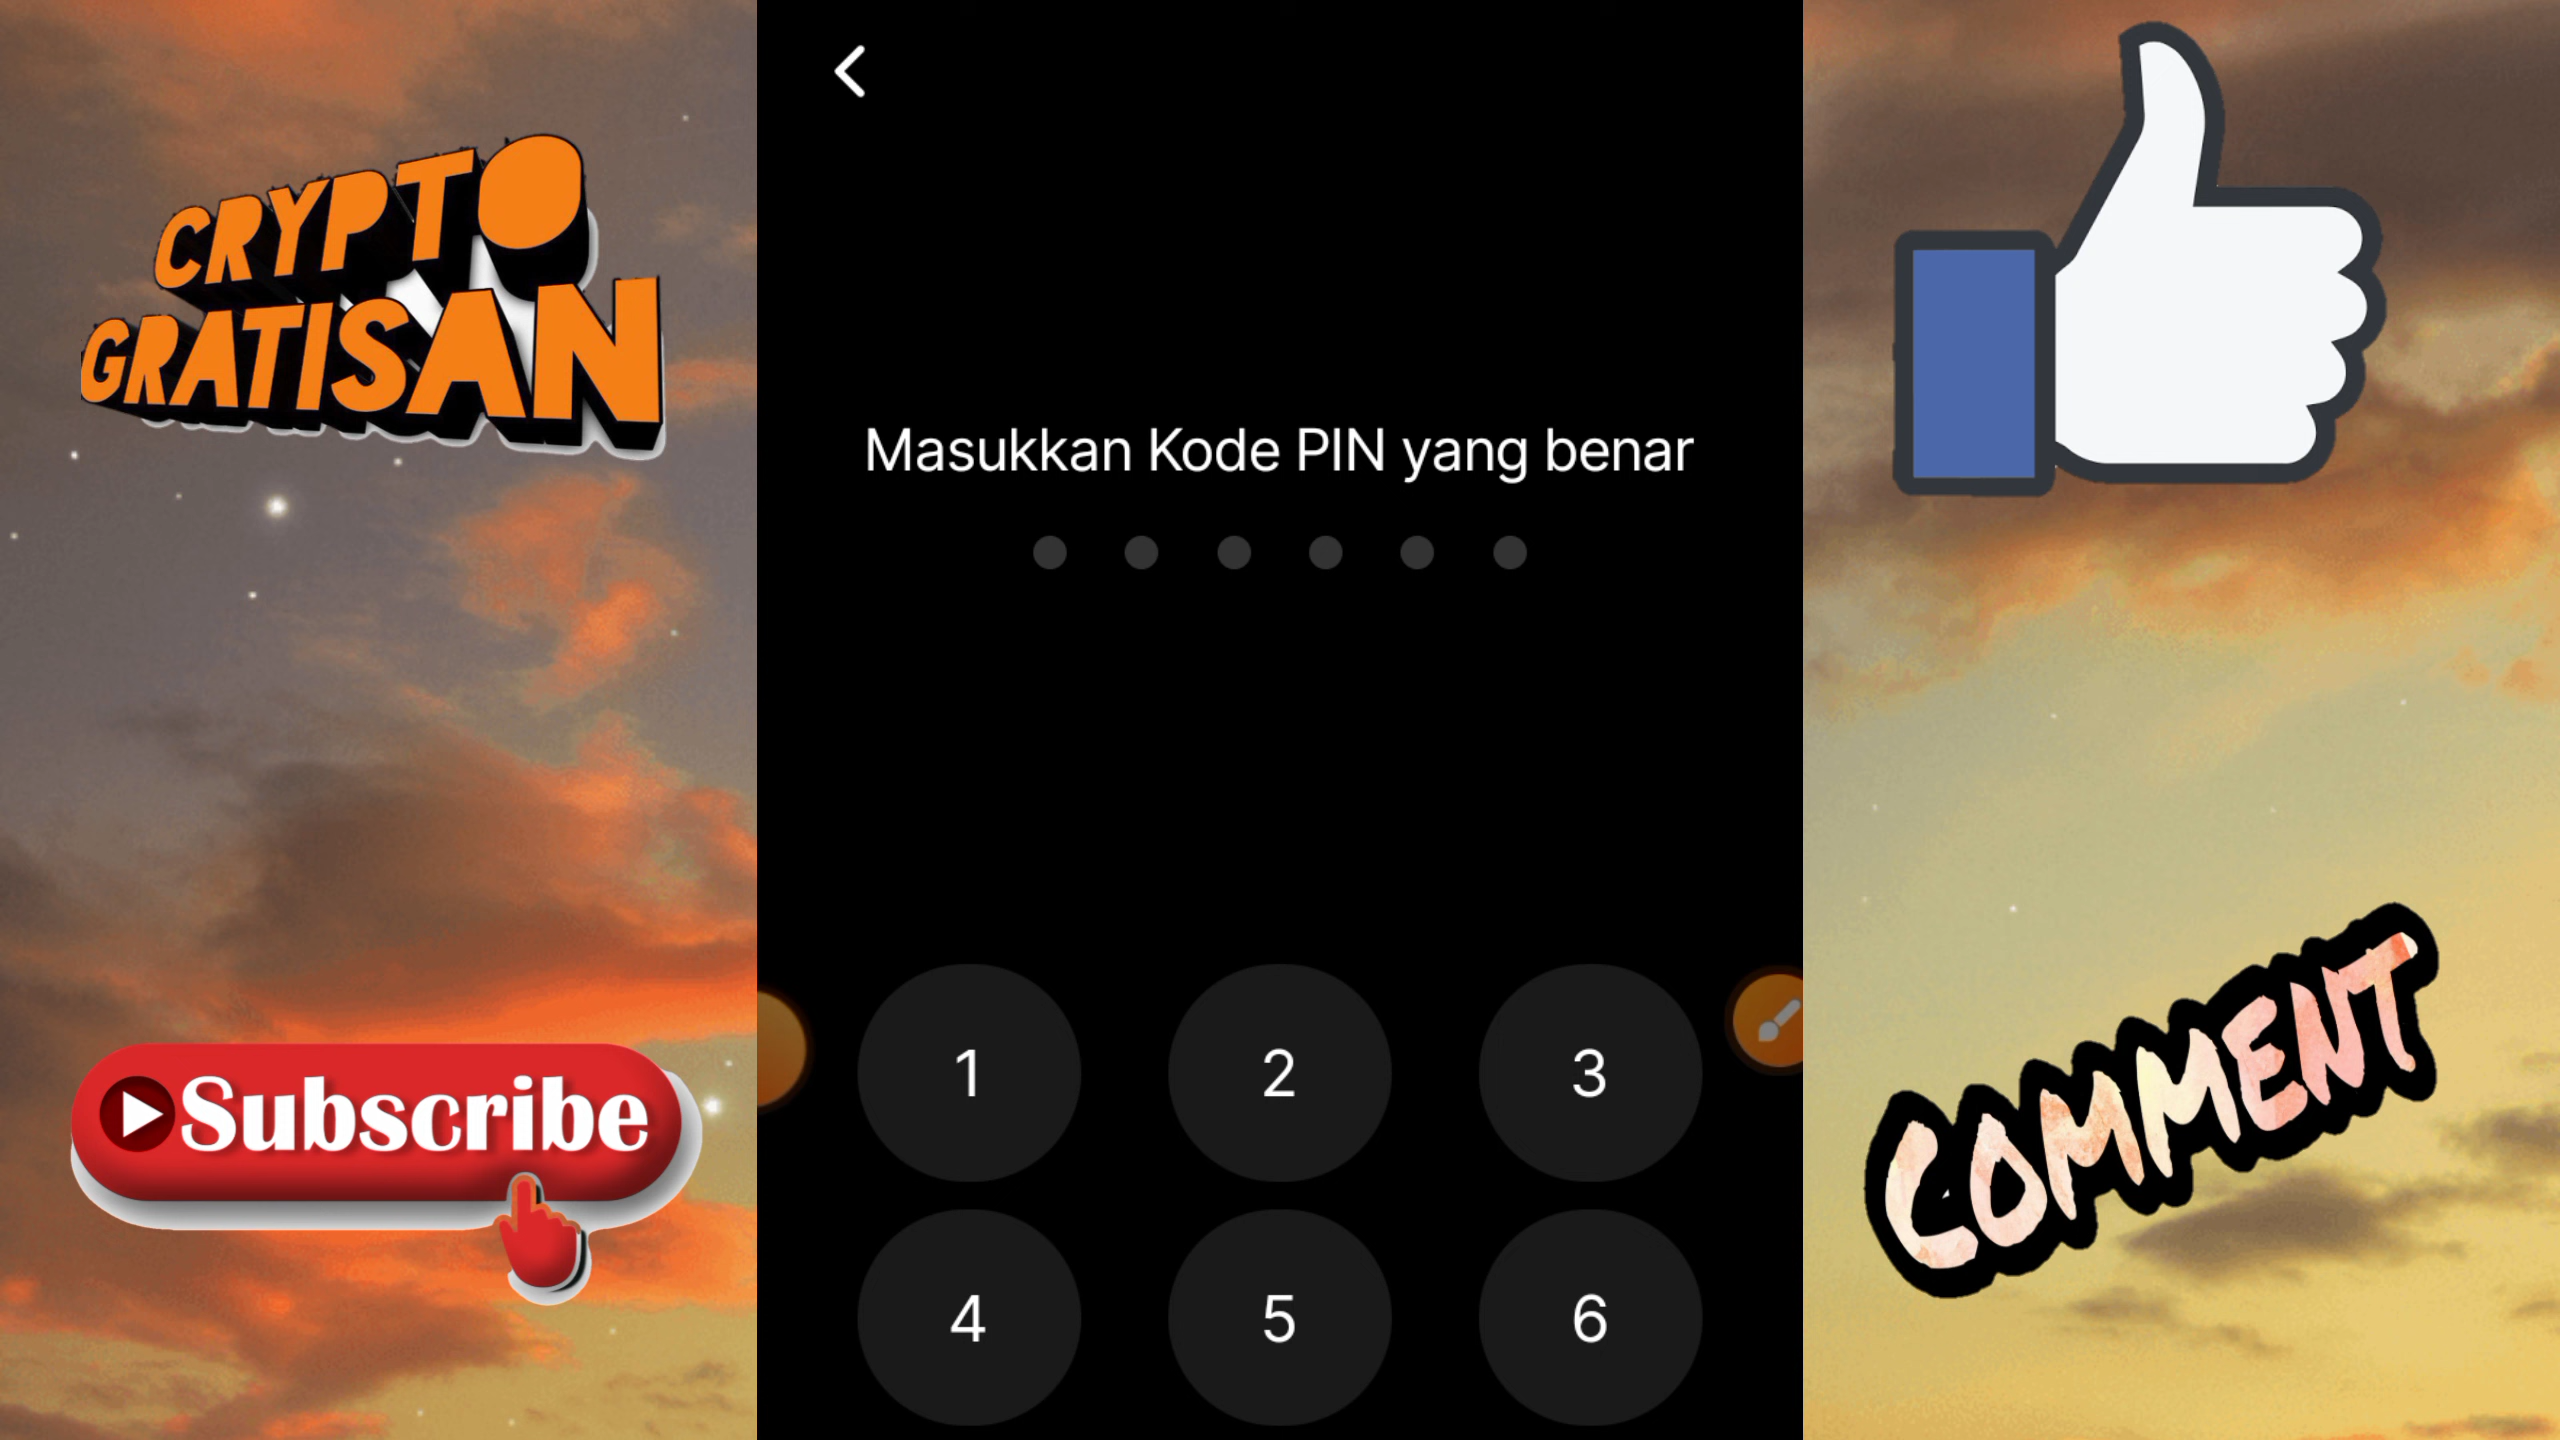 CRYPTO
GRATISAN
Subscribe
Masukkan Kode PIN yang benar
1 2 3
4 5 6
COMMENT